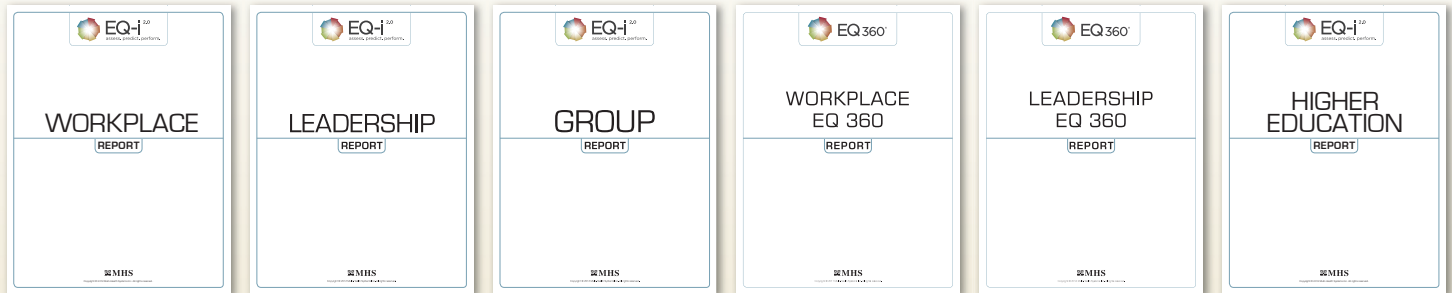 EQ-i 2.0
assess. predict. perform.
WORKPLACE
REPORT
MHS
EQ-i 2.0
assess. predict. perform.
LEADERSHIP
REPORT
MHS
EQ-i 2.0
assess. predict. perform.
GROUP
REPORT
MHS
EQ 360
WORKPLACE
EQ 360
REPORT
MHS
EQ 360
LEADERSHIP
EQ 360
REPORT
MHS
EQ-i 2.0
assess. predict. perform.
HIGHER
EDUCATION
REPORT
MHS